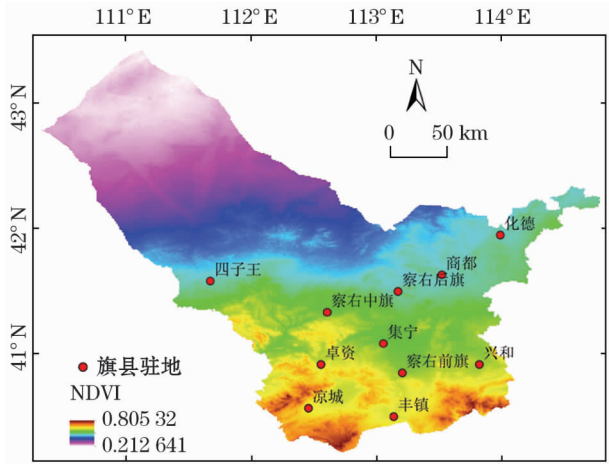 111°E 112°E 113°E 114°E
43°N
42°N
41°N
N
0 50 km
化德
商都
四子王
察右后旗
察右中旗
集宁
卓资
察右前旗
兴和
凉城
丰镇
旗县驻地
NDVI
0.805 32
0.212 641